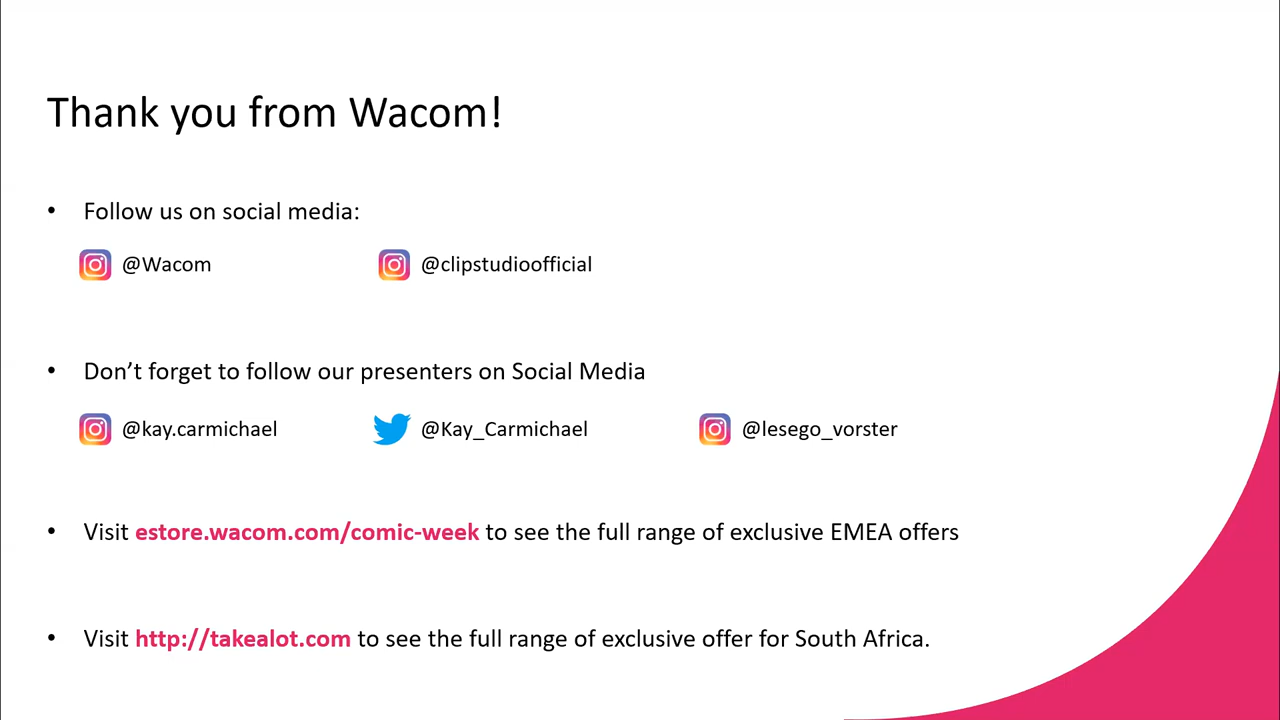 Thank you from Wacom!
• Follow us on social media:
@Wacom @clipstudioofficial
• Don’t forget to follow our presenters on Social Media
@kay.carmichael @Kay_Carmichael @lesego_vorster
• Visit estore.wacom.com/comic-week to see the full range of exclusive EMEA offers
• Visit http://takealot.com to see the full range of exclusive offer for South Africa.